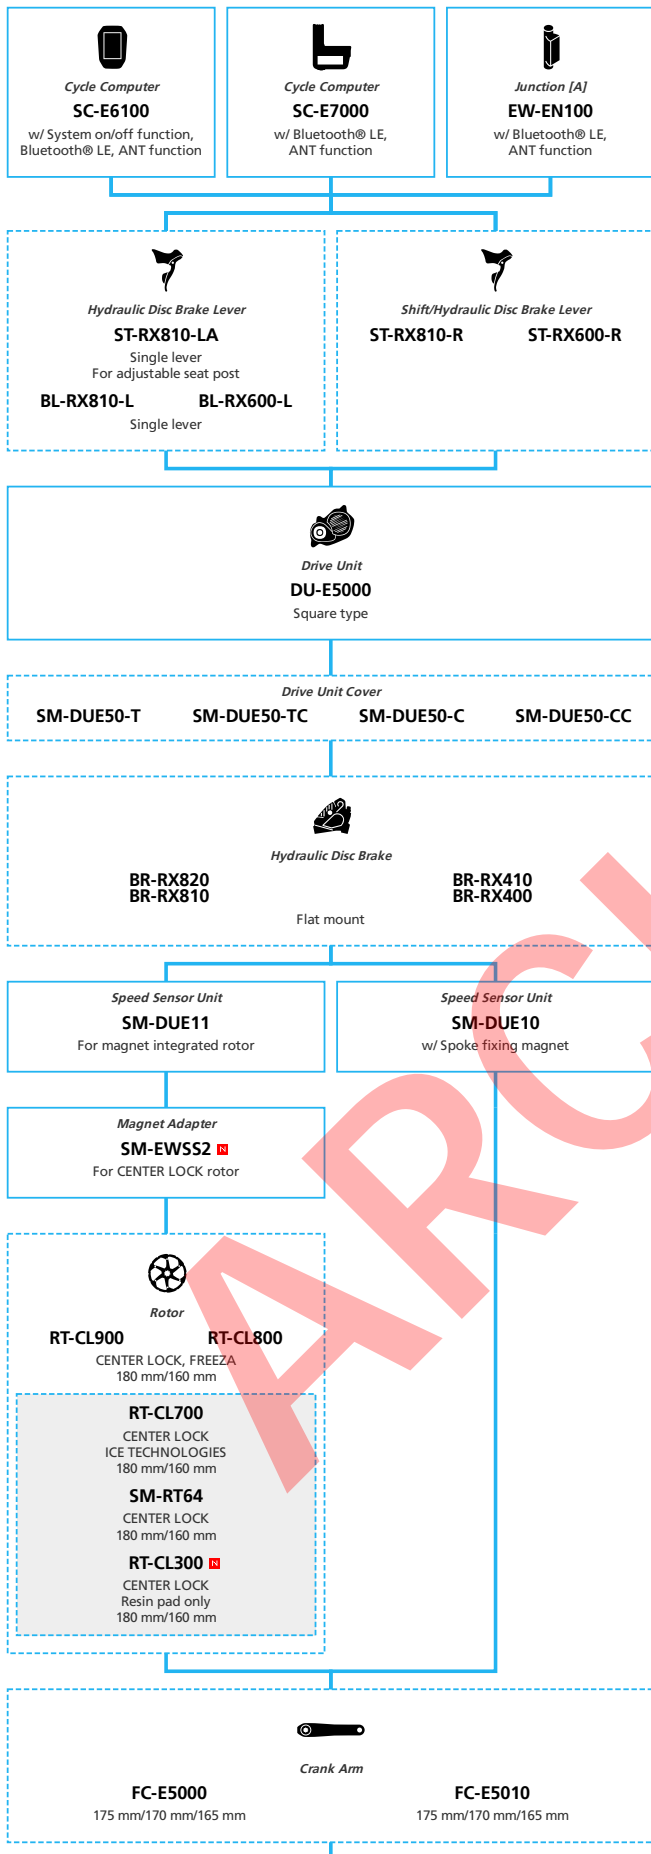 Cycle Computer
SC-E6100
w/ System on/off function,
Bluetooth® LE, ANT function
Cycle Computer
SC-E7000
w/ Bluetooth® LE,
ANT function
Junction [A]
EW-EN100
w/ Bluetooth® LE,
ANT function
Hydraulic Disc Brake Lever
ST-RX810-LA
Single lever
For adjustable seat post
BL-RX810-L BL-RX600-L
Single lever
Shift/Hydraulic Disc Brake Lever
ST-RX810-R ST-RX600-R
Drive Unit
DU-E5000
Square type
Drive Unit Cover
SM-DUE50-T SM-DUE50-TC SM-DUE50-C SM-DUE50-CC
Hydraulic Disc Brake
BR-RX820 BR-RX410
BR-RX810 BR-RX400
Flat mount
Speed Sensor Unit
SM-DUE11
For magnet integrated rotor
Speed Sensor Unit
SM-DUE10
w/ Spoke fixing magnet
Magnet Adapter
SM-EWSS2 N
For CENTER LOCK rotor
Rotor
RT-CL900 RT-CL800
CENTER LOCK, FREEZA
180 mm/160 mm
RT-CL700
CENTER LOCK
ICE TECHNOLOGIES
180 mm/160 mm
SM-RT64
CENTER LOCK
180 mm/160 mm
RT-CL300 N
CENTER LOCK
Resin pad only
180 mm/160 mm
Crank Arm
FC-E5000
175 mm/170 mm/165 mm
FC-E5010
175 mm/170 mm/165 mm